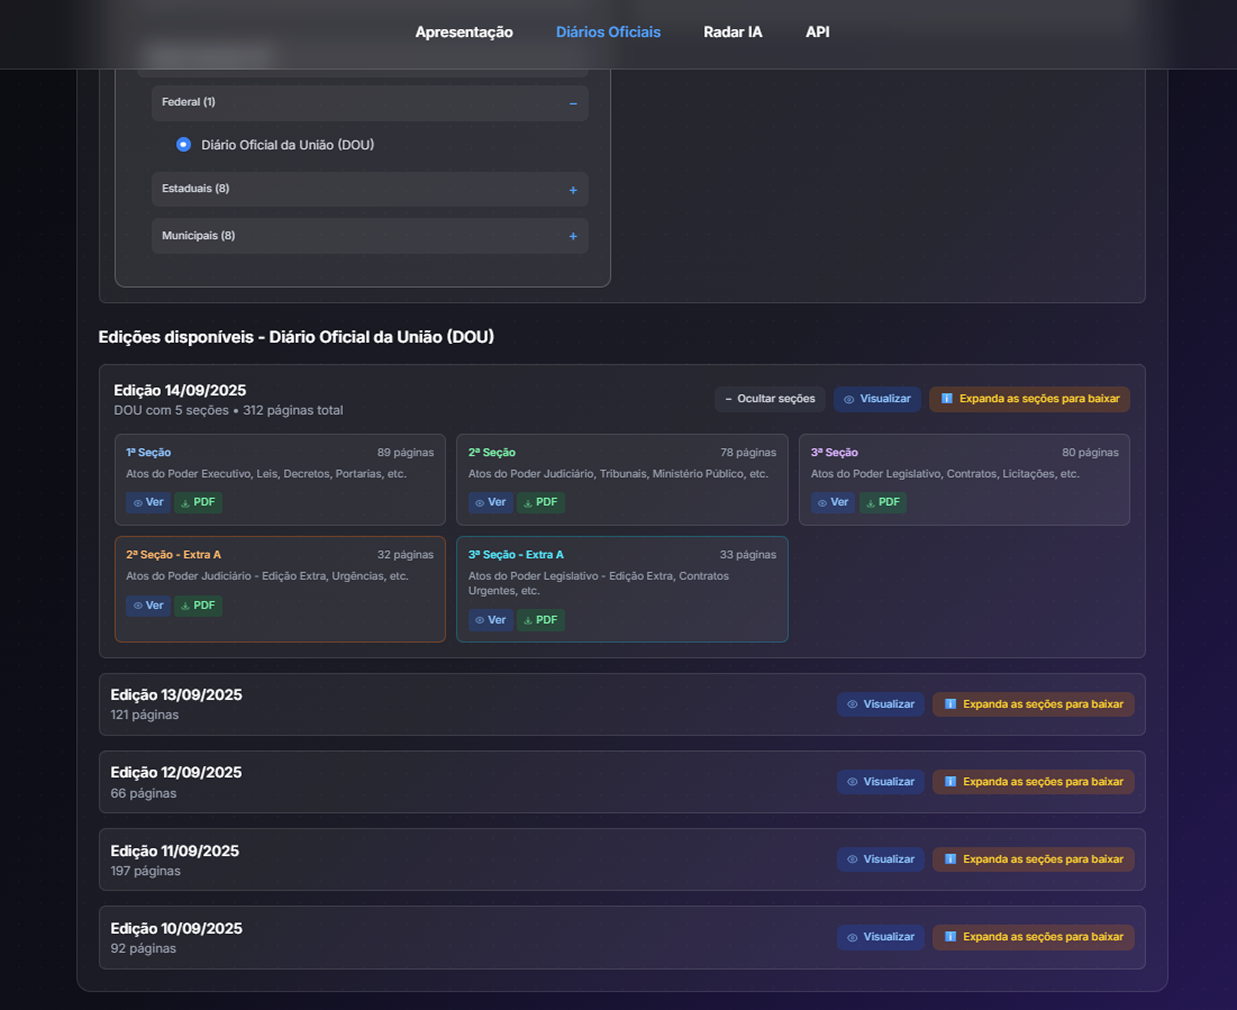 Apresentação
Diários Oficiais
Radar IA
API
Federal (1)
−
Diário Oficial da União (DOU)
Estaduais (8)
+
Municipais (8)
+
Edições disponíveis - Diário Oficial da União (DOU)
Edição 14/09/2025
DOU com 5 seções • 312 páginas total
− Ocultar seções
Visualizar
Expanda as seções para baixar
1ª Seção
89 páginas
Atos do Poder Executivo, Leis, Decretos, Portarias, etc.
Ver
PDF
2ª Seção
78 páginas
Atos do Poder Judiciário, Tribunais, Ministério Público, etc.
Ver
PDF
3ª Seção
80 páginas
Atos do Poder Legislativo, Contratos, Licitações, etc.
Ver
PDF
2ª Seção - Extra A
32 páginas
Atos do Poder Judiciário - Edição Extra, Urgências, etc.
Ver
PDF
3ª Seção - Extra A
33 páginas
Atos do Poder Legislativo - Edição Extra, Contratos
Urgentes, etc.
Ver
PDF
Edição 13/09/2025
121 páginas
Visualizar
Expanda as seções para baixar
Edição 12/09/2025
66 páginas
Visualizar
Expanda as seções para baixar
Edição 11/09/2025
197 páginas
Visualizar
Expanda as seções para baixar
Edição 10/09/2025
92 páginas
Visualizar
Expanda as seções para baixar